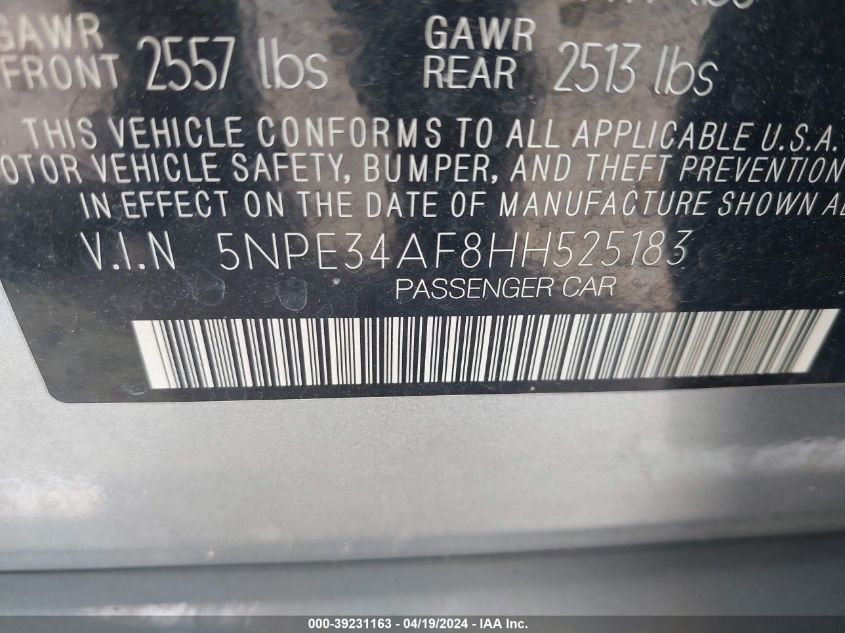 GAWR GAWR
FRONT 2557 lbs REAR 2513 lbs
THIS VEHICLE CONFORMS TO ALL APPLICABLE U.S.A.
OTOR VEHICLE SAFETY, BUMPER, AND THEFT PREVENTION
IN EFFECT ON THE DATE OF MANUFACTURE SHOWN AB
V.I.N 5NPE34AF8HH525183
PASSENGER CAR
000-39231163 - 04/19/2024 - IAA Inc.